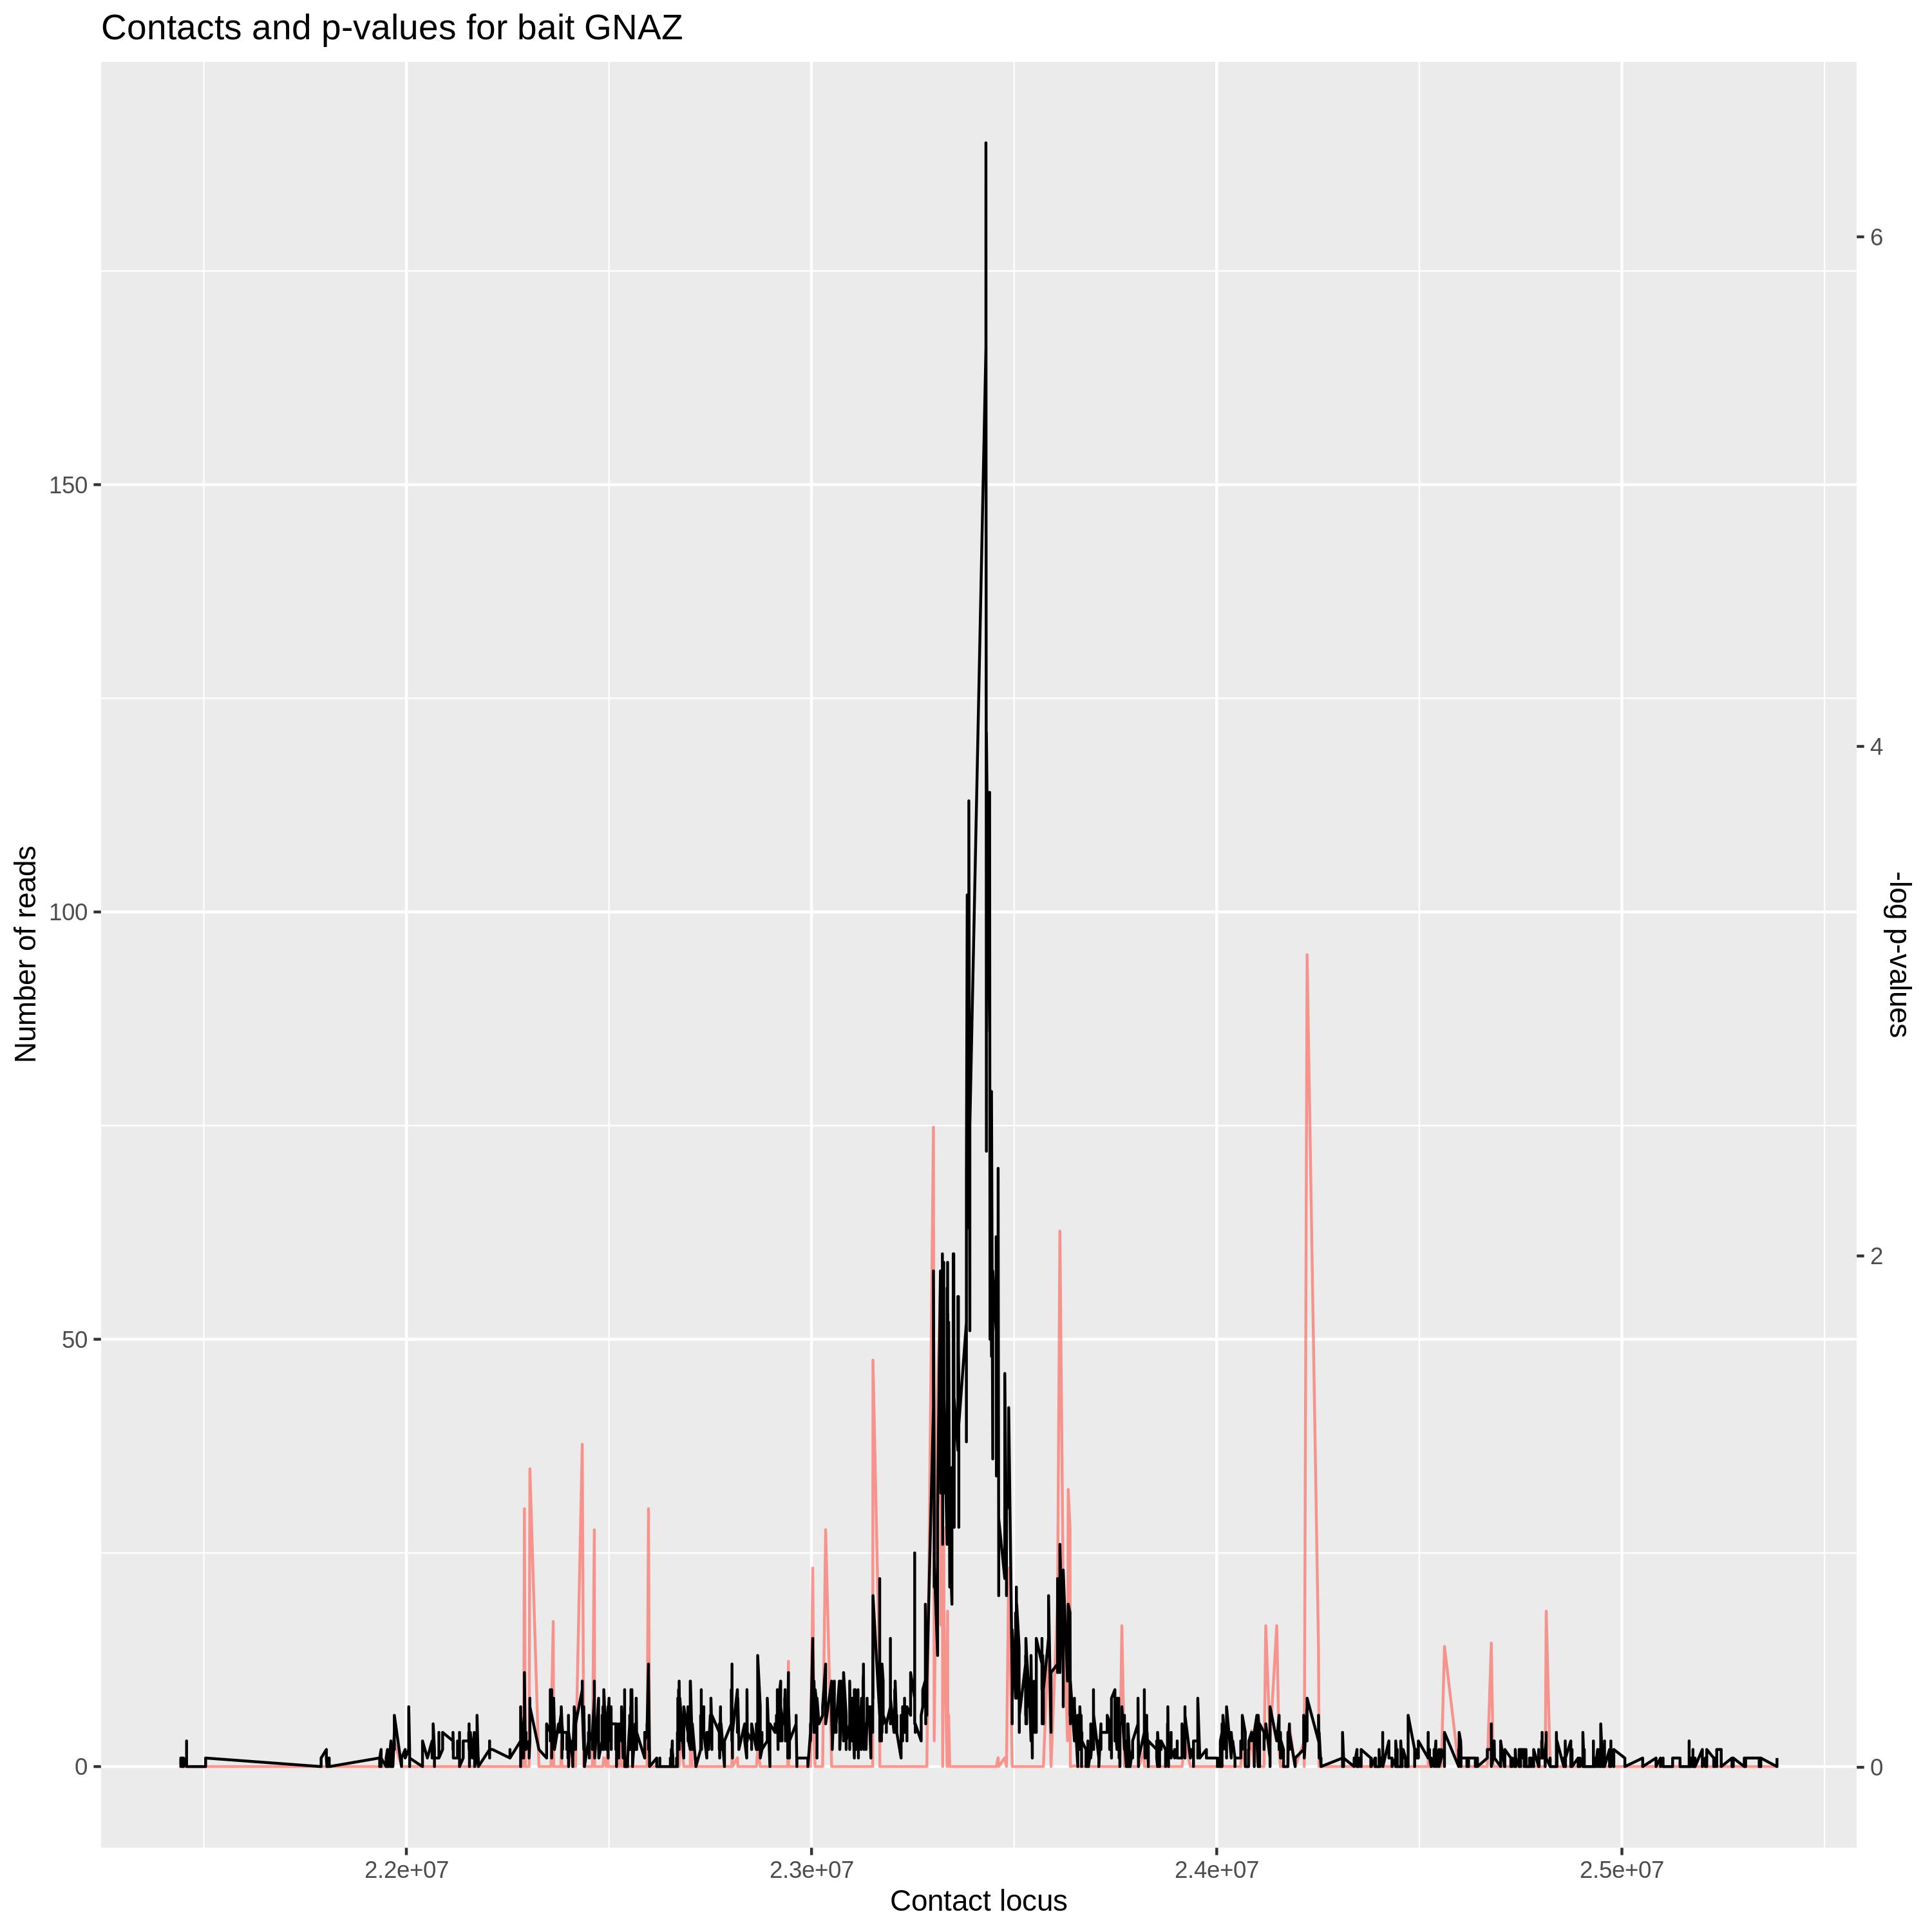 Contacts and p-values for bait GNAZ
Number of reads
150
100
50
0
6
4
2
0
-log p-values
2.2e+07
2.3e+07
2.4e+07
2.5e+07
Contact locus